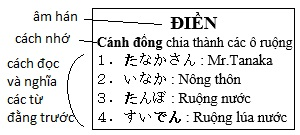 âm hán
ĐIỀN
cách nhớ
Cánh đồng chia thành các ô ruộng
cách đọc
và nghĩa
các từ
đằng trước
1. たなかさん : Mr.Tanaka
2. いなか : Nông thôn
3. たんぼ : Ruộng nước
4. すいでん : Ruộng lúa nước